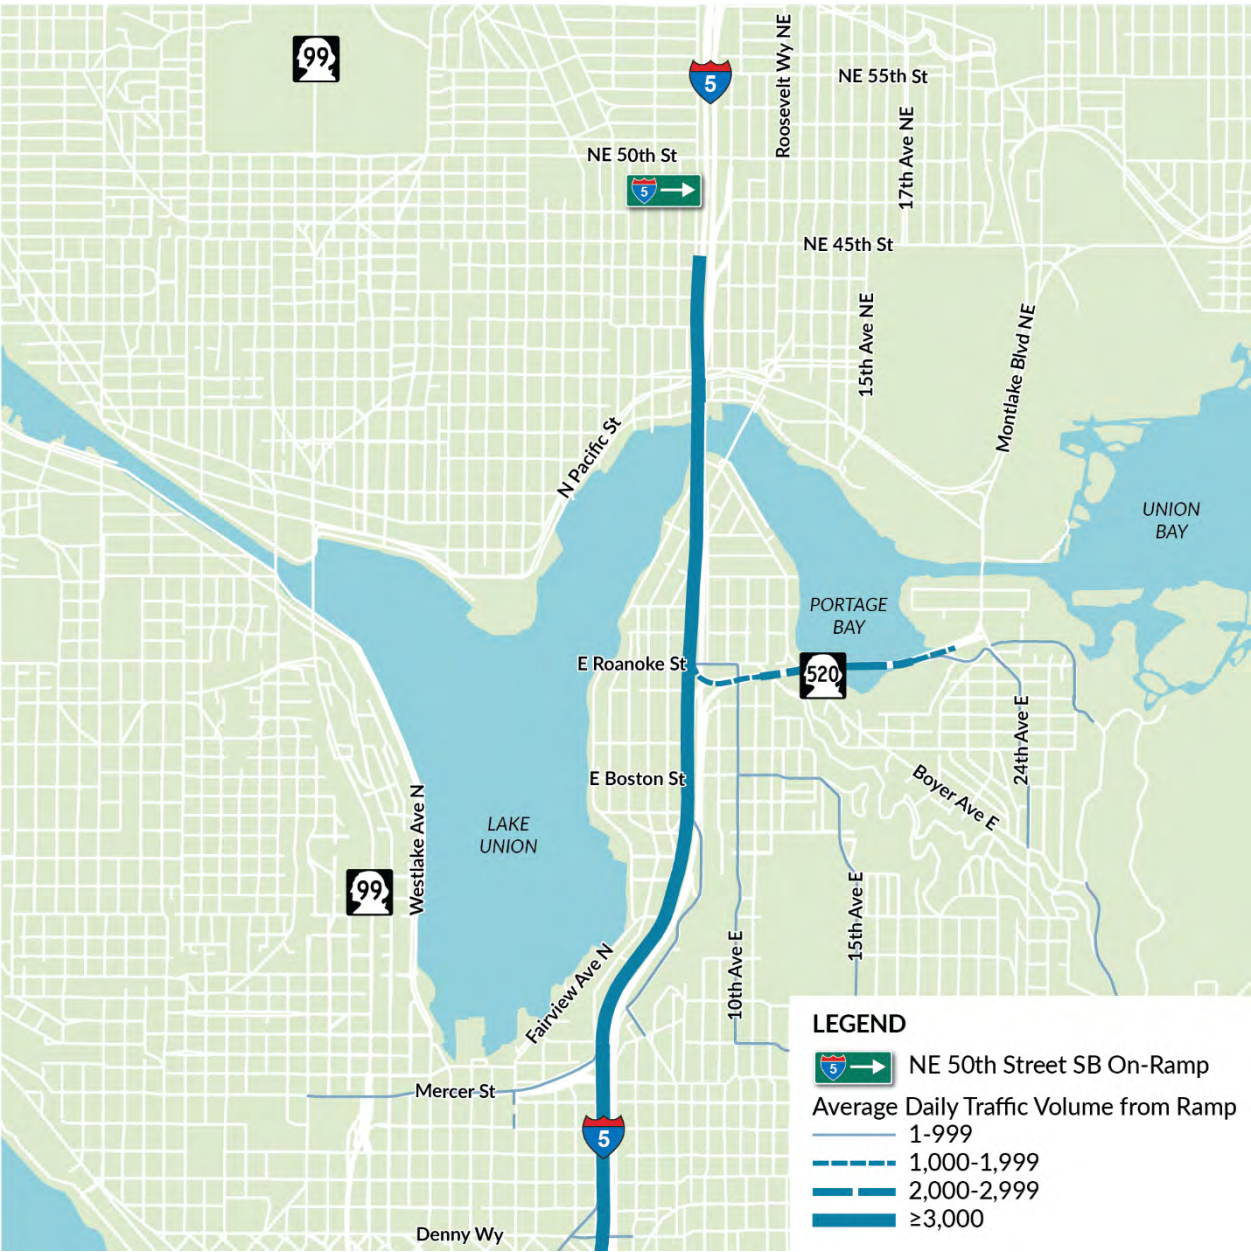 99
5
Roosevelt Wy NE
NE 55th St
17th Ave NE
NE 50th St
5
NE 45th St
15th Ave NE
Montlake Blvd NE
N Pacific St
UNION
BAY
PORTAGE
BAY
E Roanoke St
520
24th Ave E
E Boston St
Boyer Ave E
Westlake Ave N
LAKE
UNION
99
15th Ave E
10th Ave E
Fairview Ave N
Mercer St
5
Denny Wy
LEGEND
5
NE 50th Street SB On-Ramp
Average Daily Traffic Volume from Ramp
1-999
1,000-1,999
2,000-2,999
≥3,000